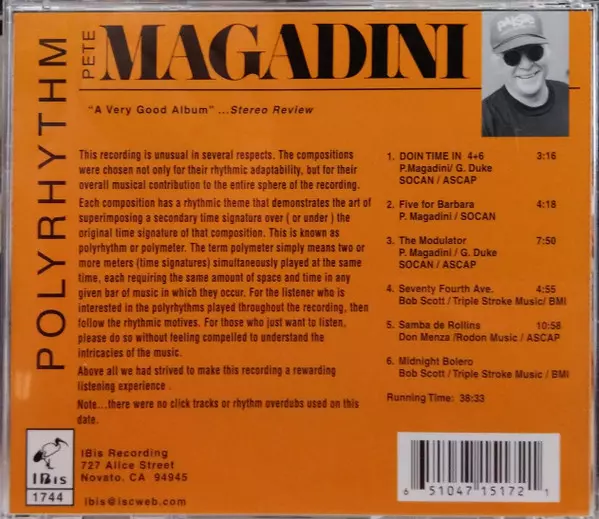 POLYRHYTHM
PETE
MAGADINI
"A Very Good Album" ...Stereo Review
This recording is unusual in several respects. The compositions
were chosen not only for their rhythmic adaptability, but for their
overall musical contribution to the entire sphere of the recording.
Each composition has a rhythmic theme that demonstrates the art of
superimposing a secondary time signature over ( or under ) the
original time signature of that composition. This is known as
polyrhythm or polymeter. The term polymeter simply means two or
more meters (time signatures) simultaneously played at the same
time, each requiring the same amount of space and time in any
given bar of music in which they occur. For the listener who is
interested in the polyrhythms played throughout the recording, then
follow the rhythmic motives. For those who just want to listen,
please do so without feeling compelled to understand the
intricacies of the music.
Above all we had strived to make this recording a rewarding
listening experience .
Note...there were no click tracks or rhythm overdubs used on this
date.
1. DOIN TIME IN 4+6 3:16
P.Magadini/ G. Duke
SOCAN/ ASCAP
2. Five for Barbara 4:18
P. Magadini / SOCAN
3. The Modulator 7:50
P. Magadini / G. Duke
SOCAN / ASCAP
4. Seventy Fourth Ave. 4:55
Bob Scott / Triple Stroke Music/ BMI
5. Samba de Rollins 10:58
Don Menza /Rodon Music / ASCAP
6. Midnight Bolero
Bob Scott / Triple Stroke Music / BMI
Running Time: 38:33
IBIS
1744
IBis Recording
727 Alice Street
Novato, CA 94945
ibis@iscweb.com
6 51047 15172 1